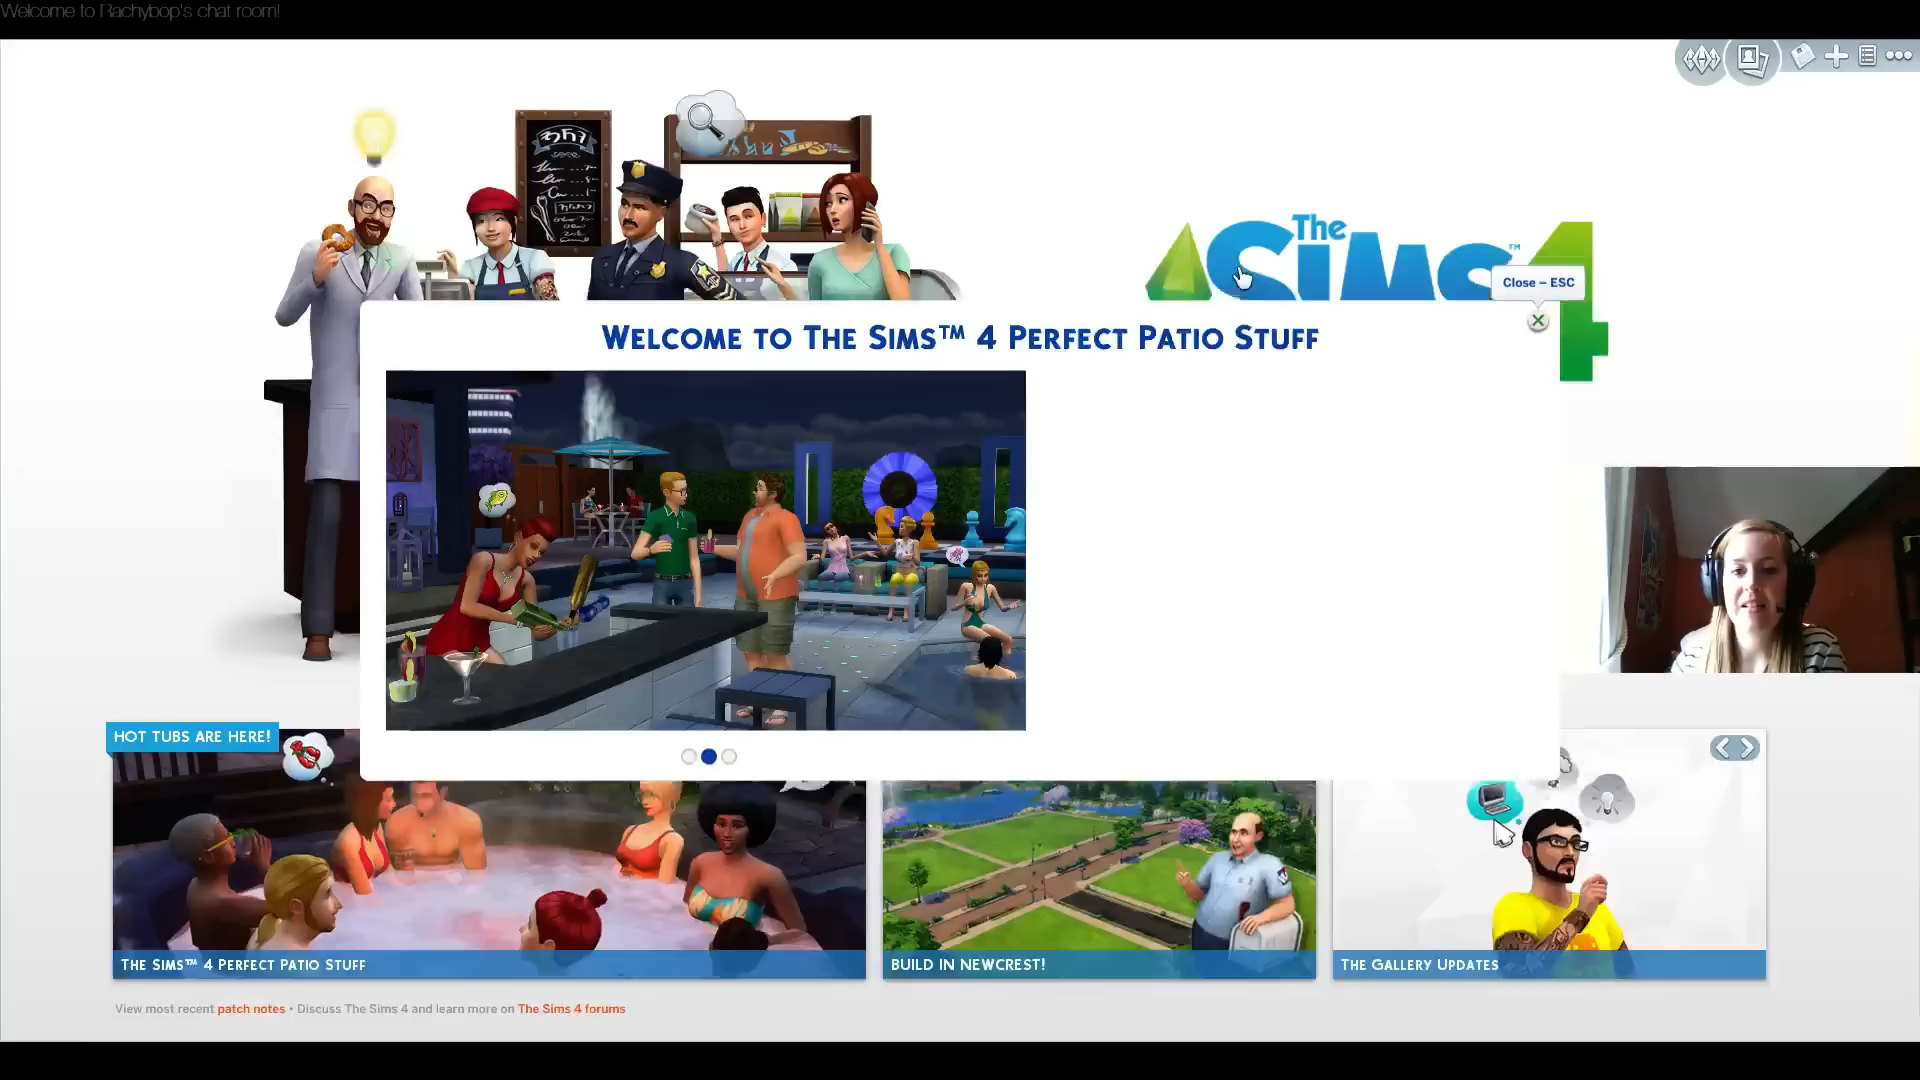 Welcome to Rachybop's chat room!
The Sims™ 4
Close – ESC
Welcome to The Sims™ 4 Perfect Patio Stuff
HOT TUBS ARE HERE!
The Sims™ 4 Perfect Patio Stuff
Build in Newcrest!
The Gallery Updates
View most recent patch notes • Discuss The Sims 4 and learn more on The Sims 4 forums